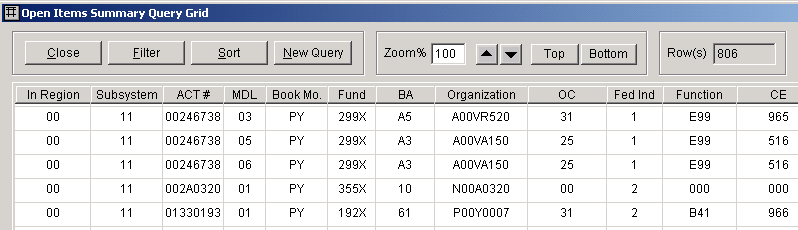 Open Items Summary Query Grid
Close Filter Sort New Query Zoom% 100 Top Bottom Row(s) 806
In Region Subsystem ACT # MDL Book Mo. Fund BA Organization OC Fed Ind Function CE
00 11 00246738 03 PY 299X A5 A00VR520 31 1 E99 965
00 11 00246738 05 PY 299X A3 A00VA150 25 1 E99 516
00 11 00246738 06 PY 299X A3 A00VA150 25 1 E99 516
00 11 002A0320 01 PY 355X 10 N00A0320 00 2 000 000
00 11 01330193 01 PY 192X 61 P00Y0007 31 2 B41 966